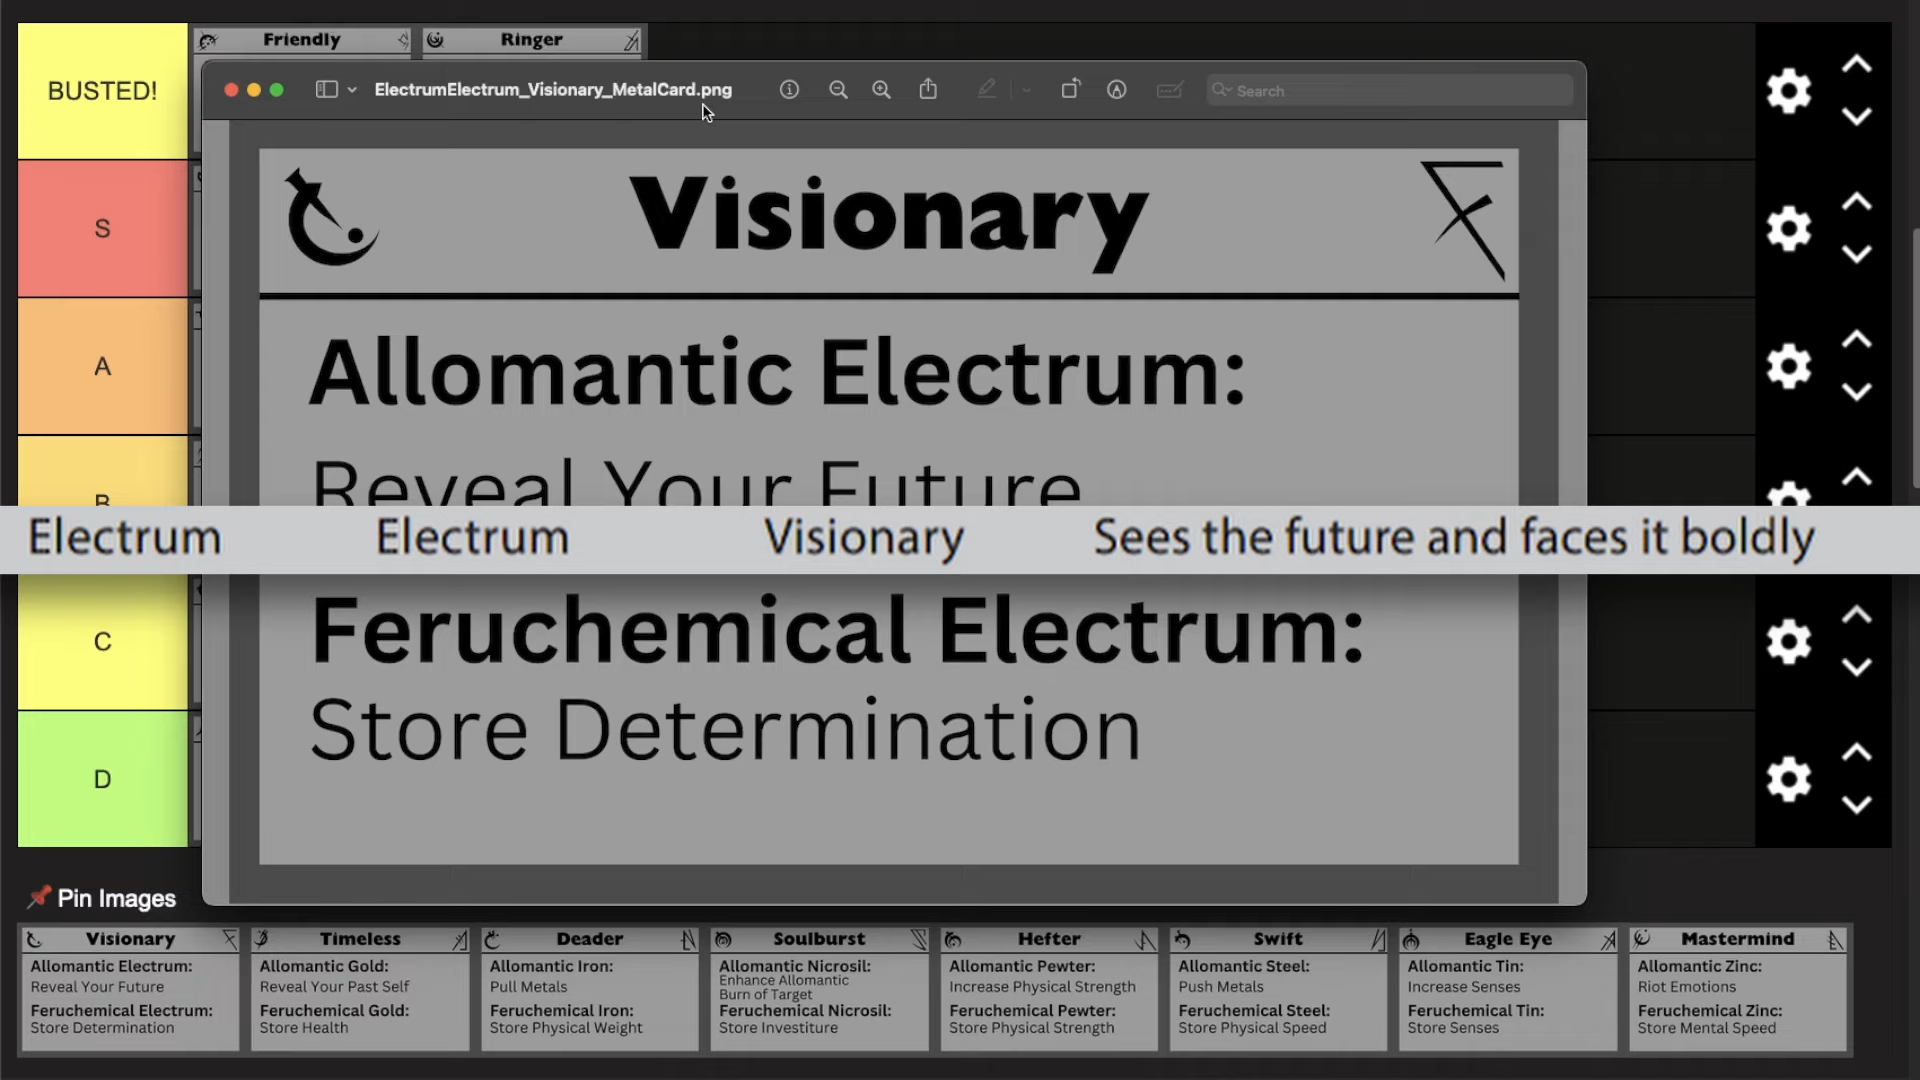 BUSTED!
Friendly
Ringer
ElectrumElectrum_Visionary_MetalCard.png
Search
S
A
B
C
D
Visionary
Allomantic Electrum:
Reveal Your Future
Electrum Electrum Visionary Sees the future and faces it boldly
Feruchemical Electrum:
Store Determination
📌 Pin Images
Visionary
Allomantic Electrum:
Reveal Your Future
Feruchemical Electrum:
Store Determination
Timeless
Allomantic Gold:
Reveal Your Past Self
Feruchemical Gold:
Store Health
Deader
Allomantic Iron:
Pull Metals
Feruchemical Iron:
Store Physical Weight
Soulburst
Allomantic Nicrosil:
Enhance Allomantic
Burn of Target
Feruchemical Nicrosil:
Store Investiture
Hefter
Allomantic Pewter:
Increase Physical Strength
Feruchemical Pewter:
Store Physical Strength
Swift
Allomantic Steel:
Push Metals
Feruchemical Steel:
Store Physical Speed
Eagle Eye
Allomantic Tin:
Increase Senses
Feruchemical Tin:
Store Senses
Mastermind
Allomantic Zinc:
Riot Emotions
Feruchemical Zinc:
Store Mental Speed